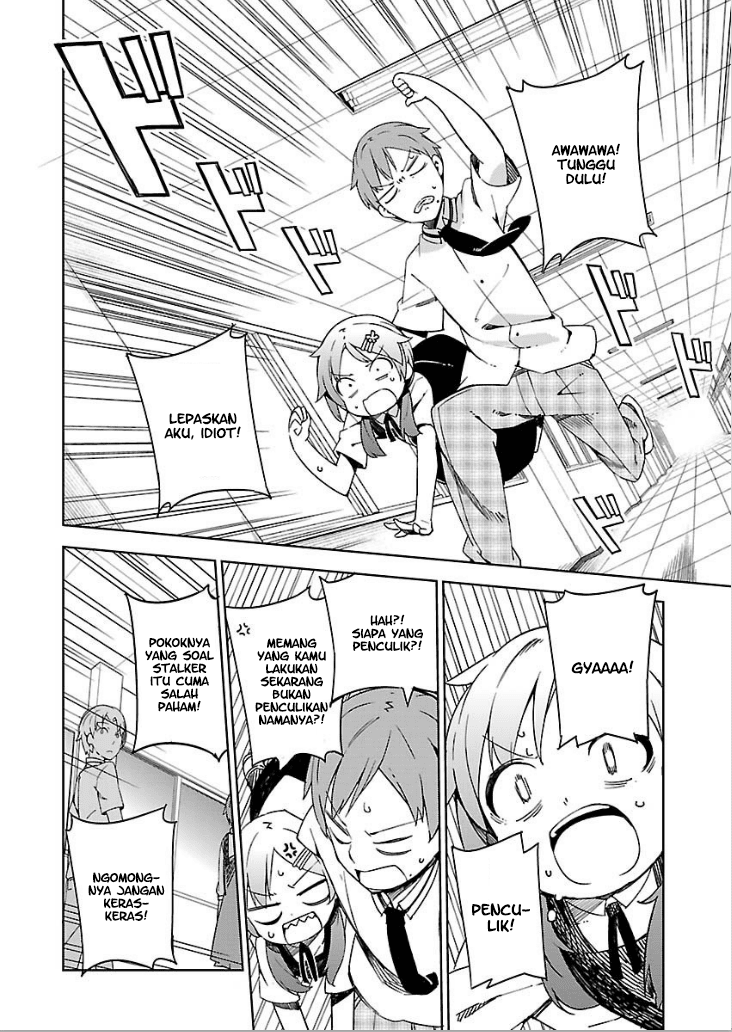 ドド
ドド
ド
AWAWAWA!
TUNGGU
DULU!
LEPASKAN
AKU, IDIOT!
GYAAAA!
PENCU-
LIK!
HAH?!
SIAPA YANG
PENCULIK?!
MEMANG
YANG KAMU
LAKUKAN
SEKARANG
BUKAN
PENCULIKAN
NAMANYA?!
POKOKNYA
YANG SOAL
STALKER
ITU CUMA
SALAH
PAHAM!
NGOMONG-
NYA JANGAN
KERAS-
KERAS!